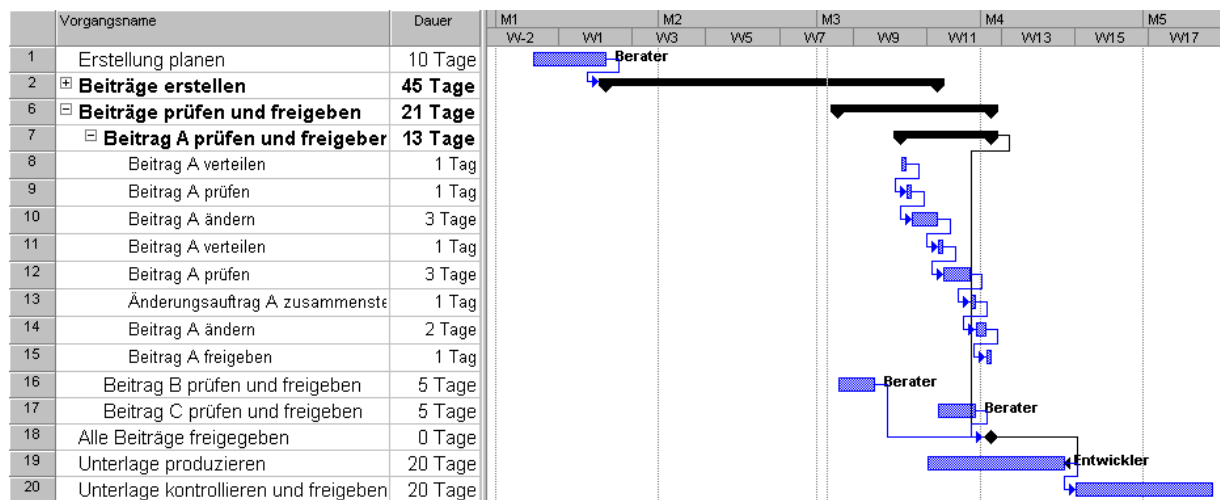 Vorgangsname Dauer M1 M2 M3 M4 M5
W-2 W1 W3 W5 W7 W9 W11 W13 W15 W17
1 Erstellung planen 10 Tage Berater
2 Beiträge erstellen 45 Tage
6 Beiträge prüfen und freigeben 21 Tage
7 Beitrag A prüfen und freigeber 13 Tage
8 Beitrag A verteilen 1 Tag
9 Beitrag A prüfen 1 Tag
10 Beitrag A ändern 3 Tage
11 Beitrag A verteilen 1 Tag
12 Beitrag A prüfen 3 Tage
13 Änderungsauftrag A zusammenste 1 Tag
14 Beitrag A ändern 2 Tage
15 Beitrag A freigeben 1 Tag
16 Beitrag B prüfen und freigeben 5 Tage Berater
17 Beitrag C prüfen und freigeben 5 Tage Berater
18 Alle Beiträge freigegeben 0 Tage
19 Unterlage produzieren 20 Tage Entwickler
20 Unterlage kontrollieren und freigeben 20 Tage